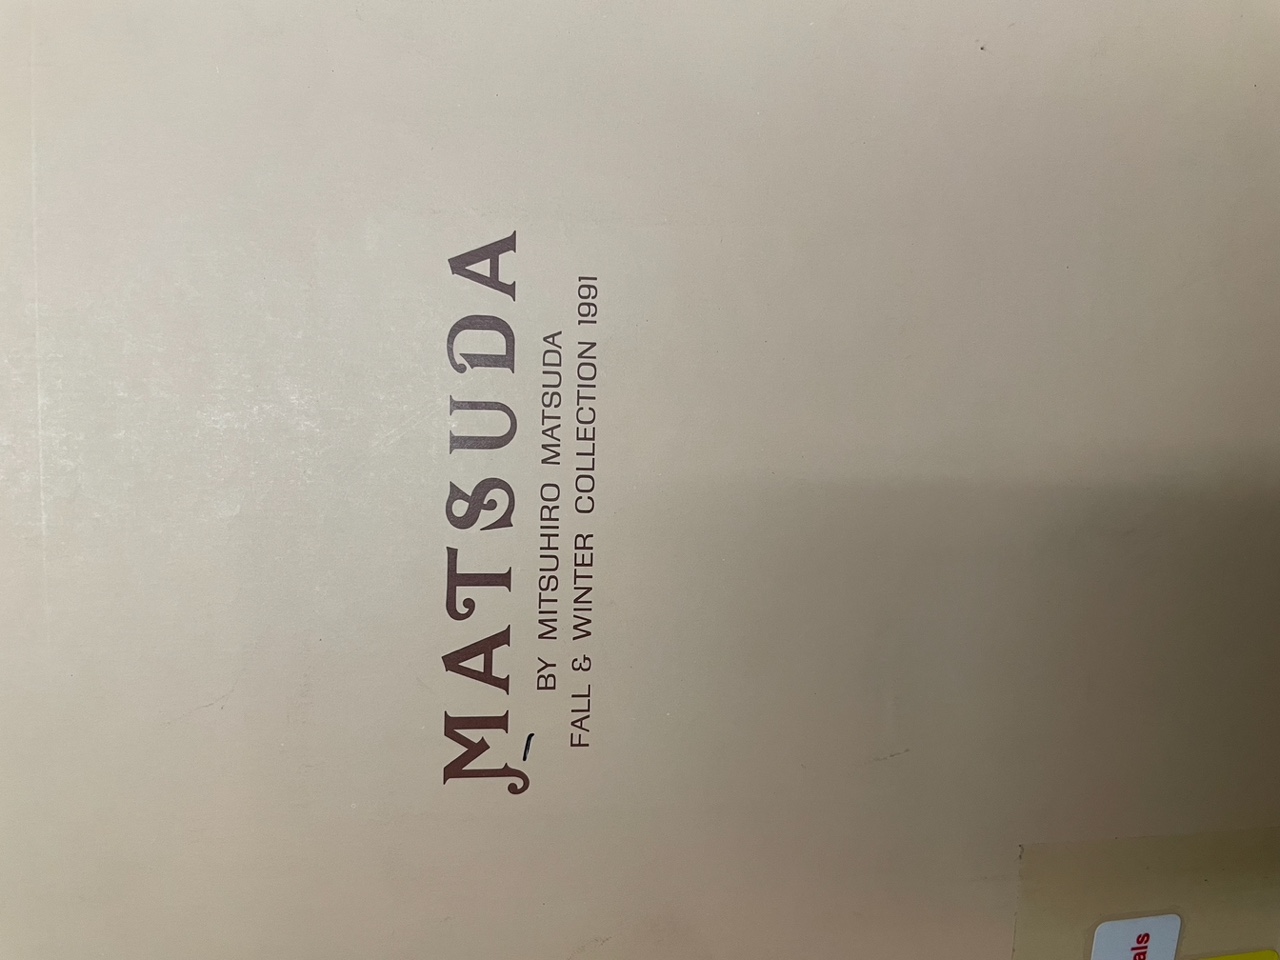 MATSUDA
BY MITSUHIRO MATSUDA
FALL & WINTER COLLECTION 1991
als